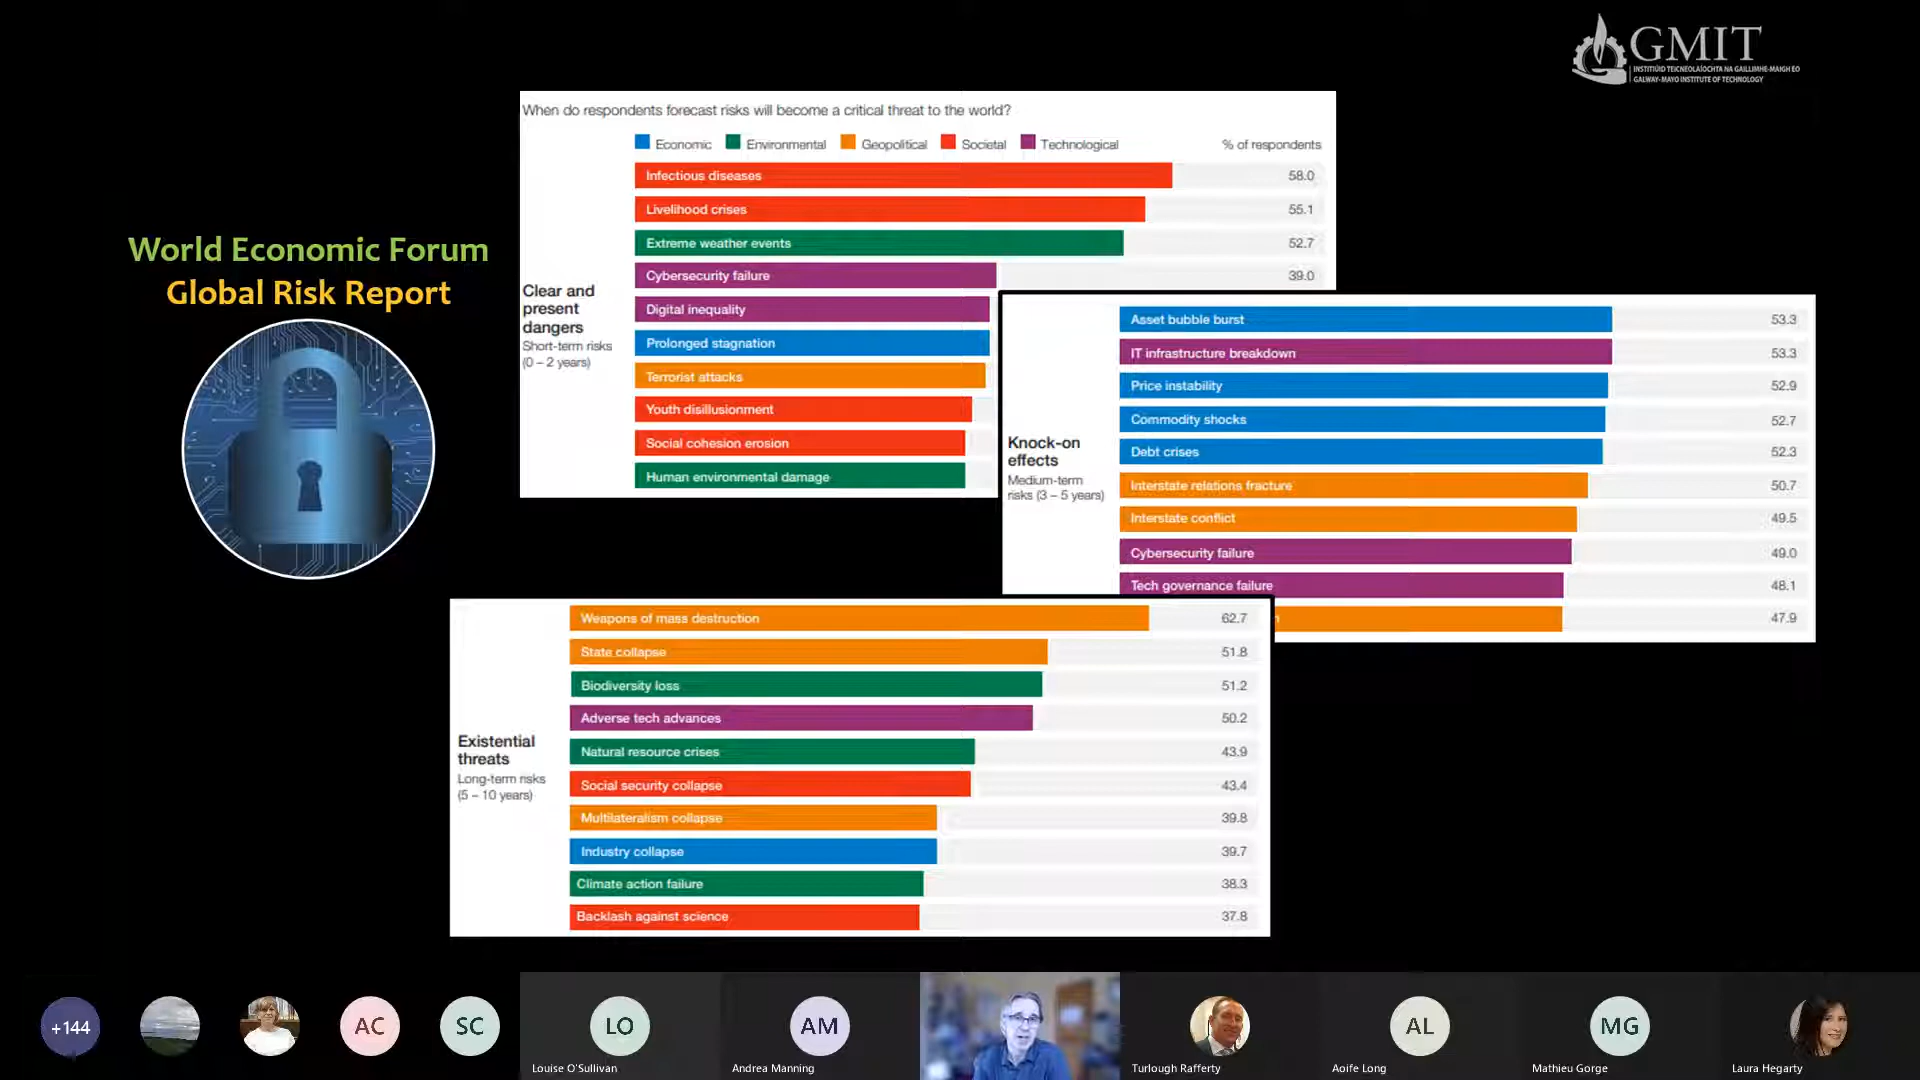 GMIT
INSTITIÚID TEICNEOLAÍOCHTA NA GAILLIMHE-MAIGH EO
GALWAY-MAYO INSTITUTE OF TECHNOLOGY
World Economic Forum
Global Risk Report
When do respondents forecast risks will become a critical threat to the world?
Economic Environmental Geopolitical Societal Technological % of respondents
Clear and
present
dangers
Short-term risks
(0 – 2 years)
Infectious diseases 58.0
Livelihood crises 55.1
Extreme weather events 52.7
Cybersecurity failure 39.0
Digital inequality
Prolonged stagnation
Terrorist attacks
Youth disillusionment
Social cohesion erosion
Human environmental damage
Knock-on
effects
Medium-term
risks (3 – 5 years)
Asset bubble burst 53.3
IT infrastructure breakdown 53.3
Price instability 52.9
Commodity shocks 52.7
Debt crises 52.3
Interstate relations fracture 50.7
Interstate conflict 49.5
Cybersecurity failure 49.0
Tech governance failure 48.1
47.9
Existential
threats
Long-term risks
(5 – 10 years)
Weapons of mass destruction 62.7
State collapse 51.8
Biodiversity loss 51.2
Adverse tech advances 50.2
Natural resource crises 43.9
Social security collapse 43.4
Multilateralism collapse 39.8
Industry collapse 39.7
Climate action failure 38.3
Backlash against science 37.8
+144
AC
SC
LO
Louise O'Sullivan
AM
Andrea Manning
Turlough Rafferty
AL
Aoife Long
MG
Mathieu Gorge
Laura Hegarty